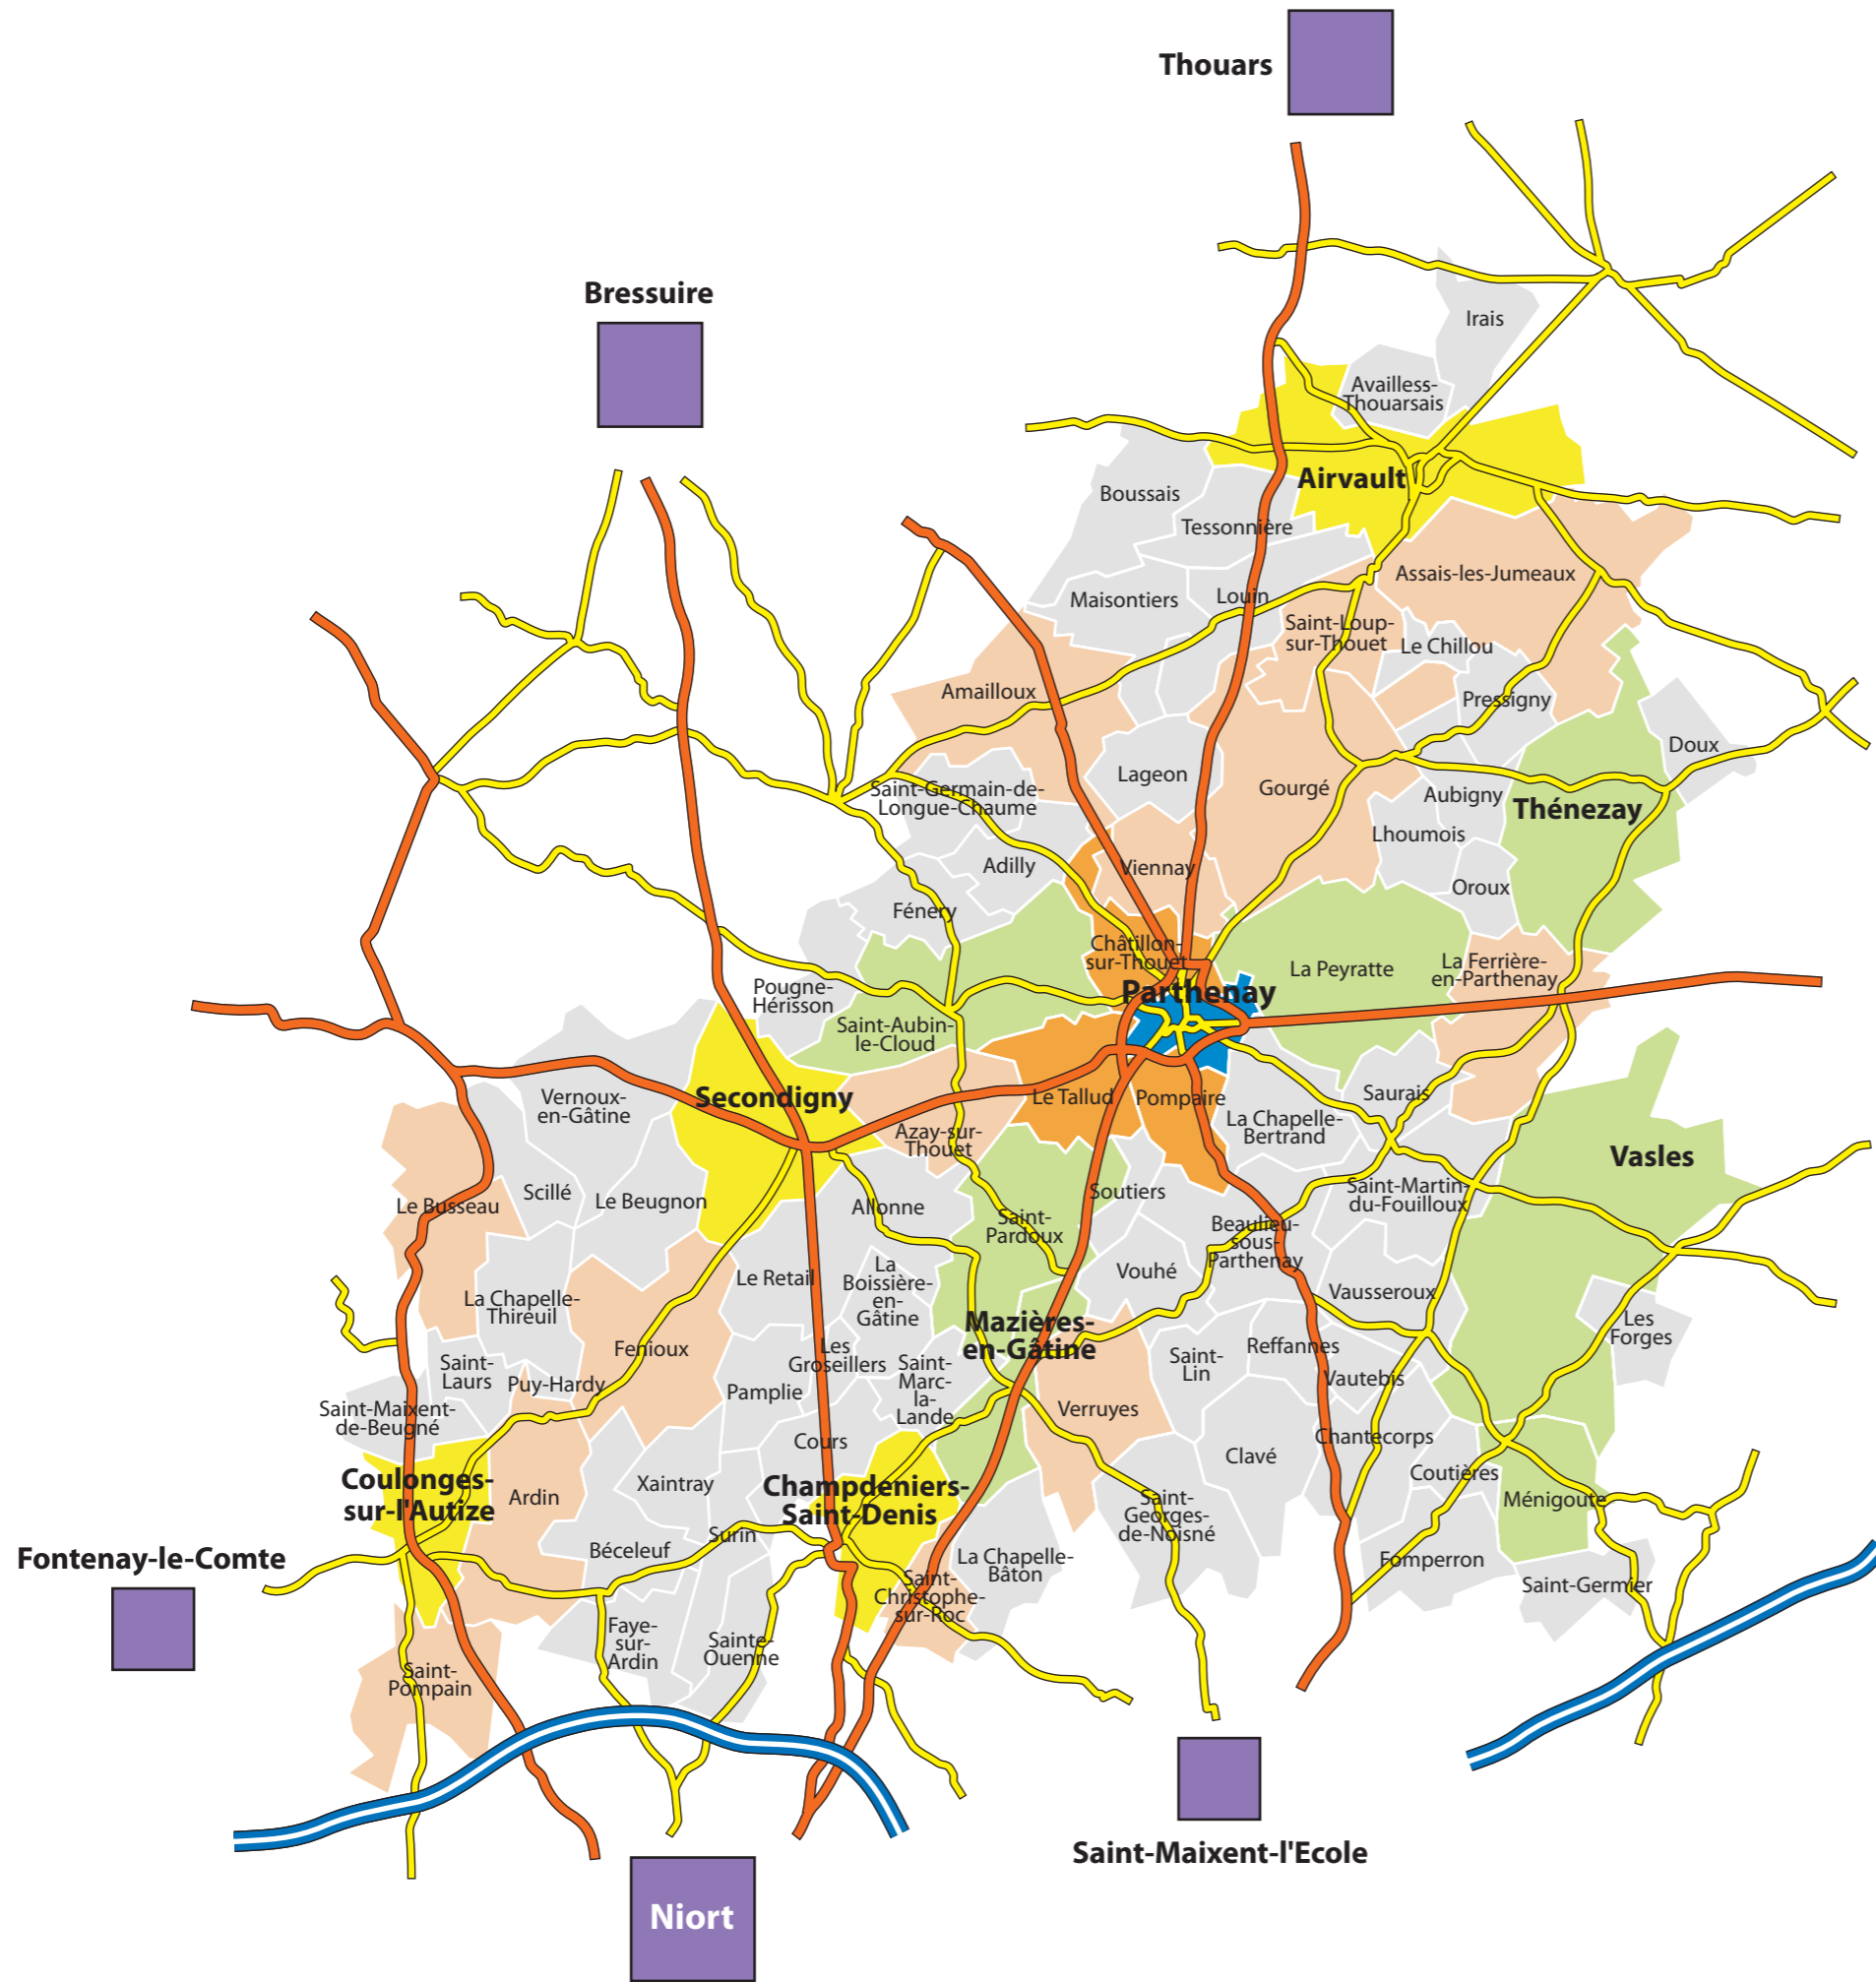 Thouars
Bressuire
Irais
Availless-
Thouarsais
Airvault
Boussais
Tessonnière
Assais-les-Jumeaux
Maisontiers
Louin
Saint-Loup-
sur-Thouet
Le Chillou
Amailloux
Pressigny
Doux
Lageon
Gourgé
Saint-Germain-de-
Longue-Chaume
Aubigny
Thénezay
Lhoumois
Adilly
Viennay
Oroux
Fénery
Châtillon-
sur-Thouet
La Peyratte
La Ferrière-
en-Parthenay
Pougne-
Hérisson
Parthenay
Saint-Aubin-
le-Cloud
Secondigny
Vernoux-
en-Gâtine
Le Tallud
Pompaire
Saurais
La Chapelle-
Bertrand
Azay-sur-
Thouet
Vasles
Le Busseau
Scillé
Le Beugnon
Allonne
Soutiers
Saint-Martin-
du-Fouilloux
Saint-
Pardoux
Beaulieu-
sous-
Parthenay
Vouhé
Le Retail
La
Boissière-
en-
Gâtine
Vausseroux
La Chapelle-
Thireuil
Mazières-
en-Gâtine
Les
Forges
Fenioux
Les
Groseillers
Reffannes
Saint-
Laurs
Puy-Hardy
Pamplie
Saint-
Marc-
la-
Lande
Saint-
Lin
Vautebis
Saint-Maixent-
de-Beugné
Verruyes
Cours
Chantecorps
Clavé
Coulonges-
sur-l'Autize
Ardin
Xaintray
Champdeniers-
Saint-Denis
Coutières
Ménigoute
Saint-
Georges-
de-Noisné
Surin
Béceleuf
Fontenay-le-Comte
La Chapelle-
Bâton
Fomperron
Saint-Germier
Saint-
Christophe-
sur-Roc
Faye-
sur-
Ardin
Sainte-
Ouenne
Saint-
Pompain
Saint-Maixent-l'Ecole
Niort